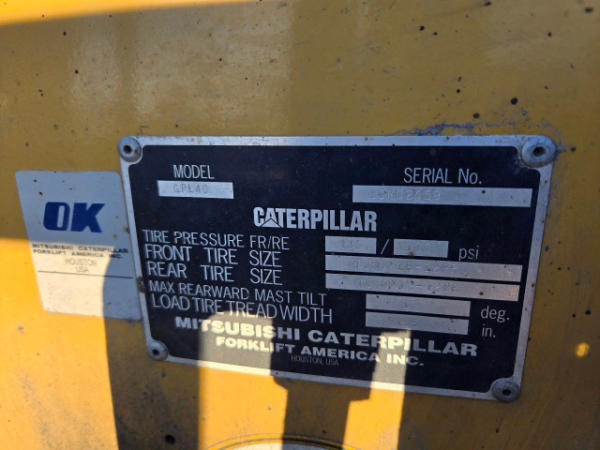 MODEL
SERIAL No.
GPL40
CATERPILLAR
TIRE PRESSURE FR/RE / psi
FRONT TIRE SIZE
REAR TIRE SIZE
MAX REARWARD MAST TILT deg.
LOAD TIRE TREAD WIDTH in.
MITSUBISHI CATERPILLAR
FORKLIFT AMERICA INC.
HOUSTON, USA
OK
MITSUBISHI CATERPILLAR
FORKLIFT AMERICA INC.
HOUSTON
USA